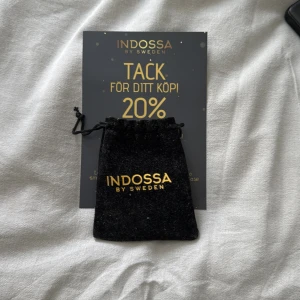 INDOSSA
BY SWEDEN
TACK
FÖR DITT KÖP!
20%
INDOSSA
BY SWEDEN